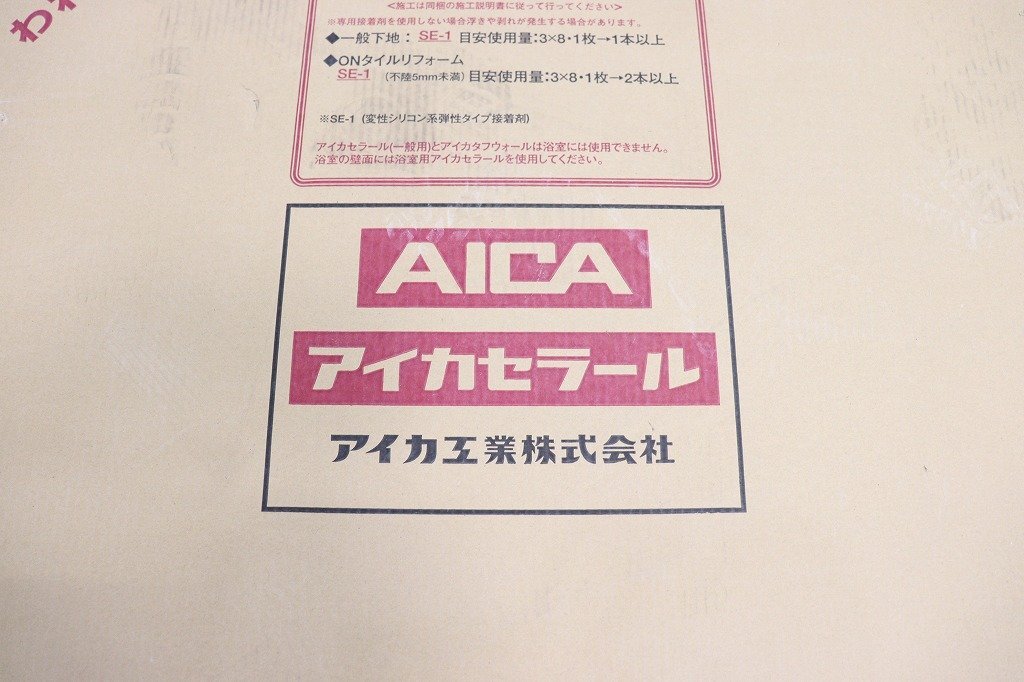 <施工は同梱の施工説明書に従って行ってください>
※専用接着剤を使用しない場合浮きや剥れが発生する場合があります。
◆一般下地： SE-1 目安使用量：3×8・1枚→1本以上
◆ONタイルリフォーム
SE-1 （不陸5mm未満）目安使用量：3×8・1枚→2本以上
※SE-1（変性シリコン系弾性タイプ接着剤）
アイカセラール(一般用)とアイカタフウォールは浴室には使用できません。
浴室の壁面には浴室用アイカセラールを使用してください。
AICA
アイカセラール
アイカ工業株式会社